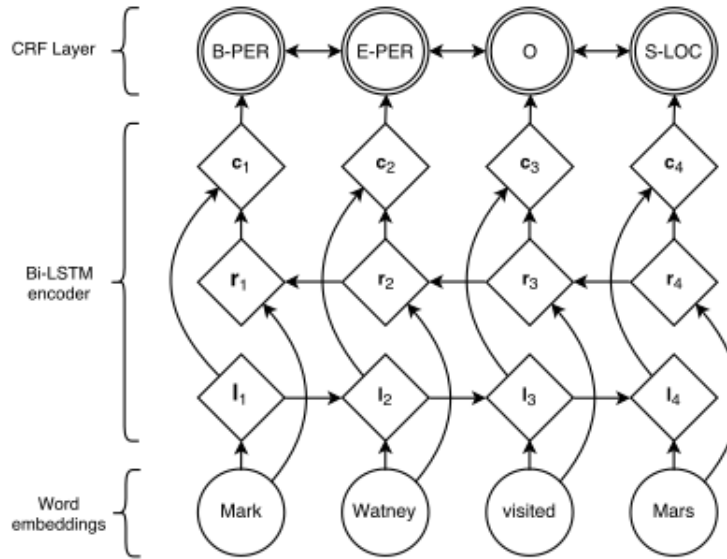 CRF Layer
B-PER
E-PER
O
S-LOC
c1
c2
c3
c4
Bi-LSTM
encoder
r1
r2
r3
r4
l1
l2
l3
l4
Word
embeddings
Mark
Watney
visited
Mars